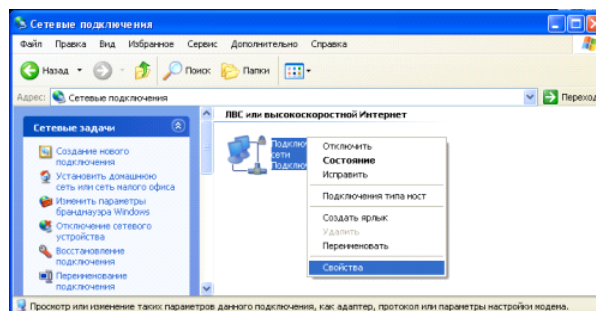 Сетевые подключения
Файл Правка Вид Избранное Сервис Дополнительно Справка
Назад Поиск Папки
Адрес: Сетевые подключения Переход
Сетевые задачи
Создание нового
подключения
Установить домашнюю
сеть или сеть малого офиса
Изменить параметры
брандмауэра Windows
Отключение сетевого
устройства
Восстановление
подключения
Переименование
подключения
ЛВС или высокоскоростной Интернет
Подклю
сети
Подклю
Отключить
Состояние
Исправить
Подключения типа мост
Создать ярлык
Удалить
Переименовать
Свойства
Просмотр или изменение таких параметров данного подключения, как адаптер, протокол или параметры настройки модема.